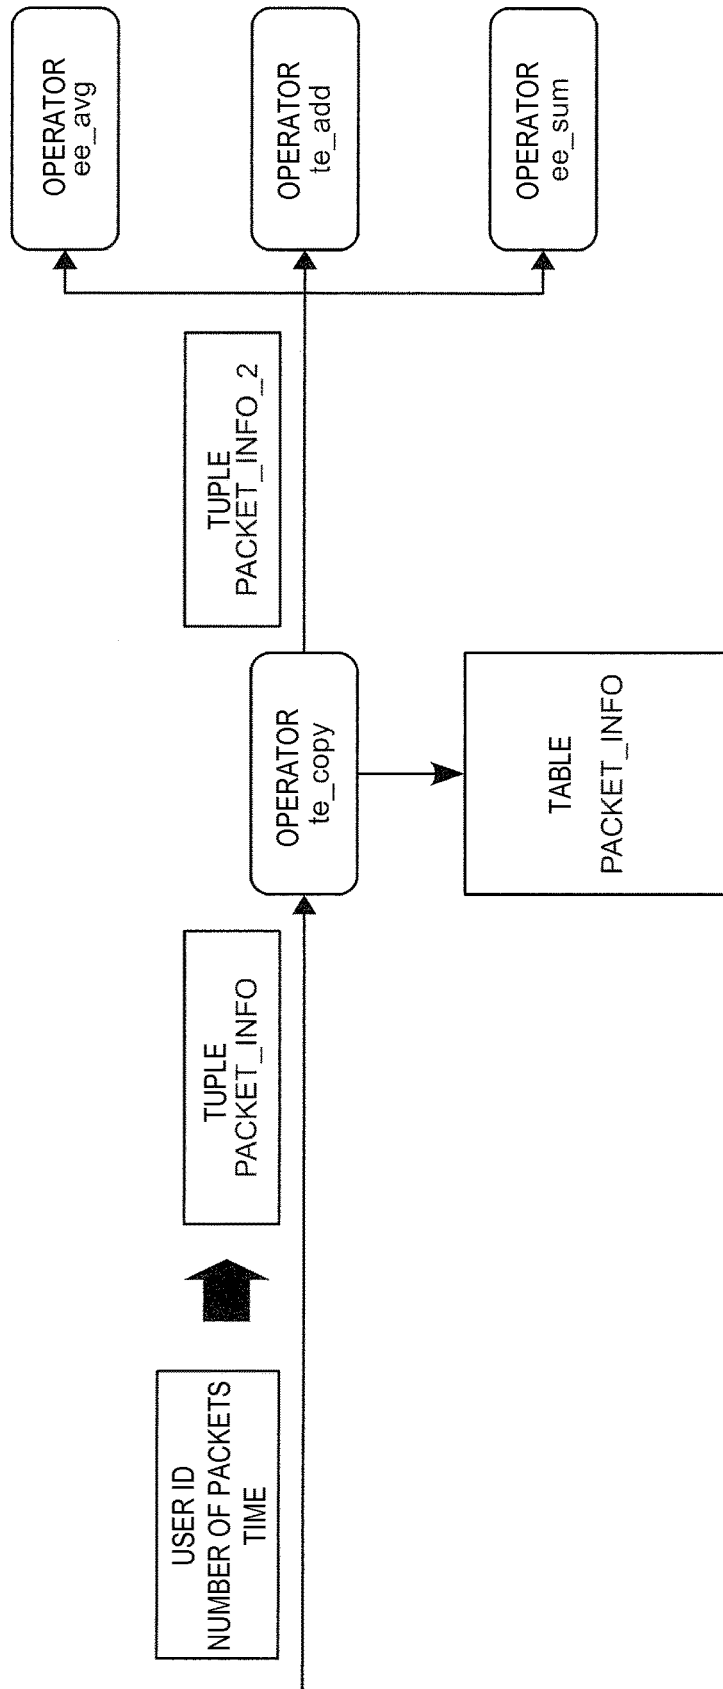 USER ID
NUMBER OF PACKETS
TIME
TUPLE
PACKET_INFO
OPERATOR
te_copy
TABLE
PACKET_INFO
TUPLE
PACKET_INFO_2
OPERATOR
ee_avg
OPERATOR
te_add
OPERATOR
ee_sum